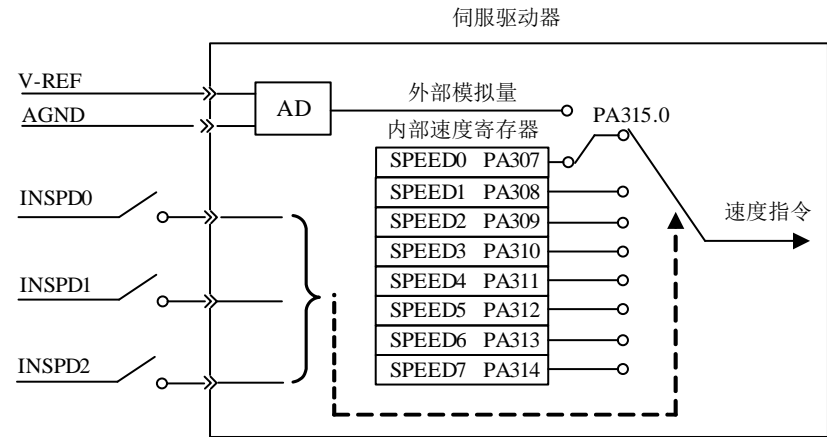 伺服驱动器
V-REF
AGND
AD
外部模拟量
PA315.0
内部速度寄存器
SPEED0 PA307
SPEED1 PA308
SPEED2 PA309
SPEED3 PA310
SPEED4 PA311
SPEED5 PA312
SPEED6 PA313
SPEED7 PA314
INSPD0
INSPD1
INSPD2
速度指令